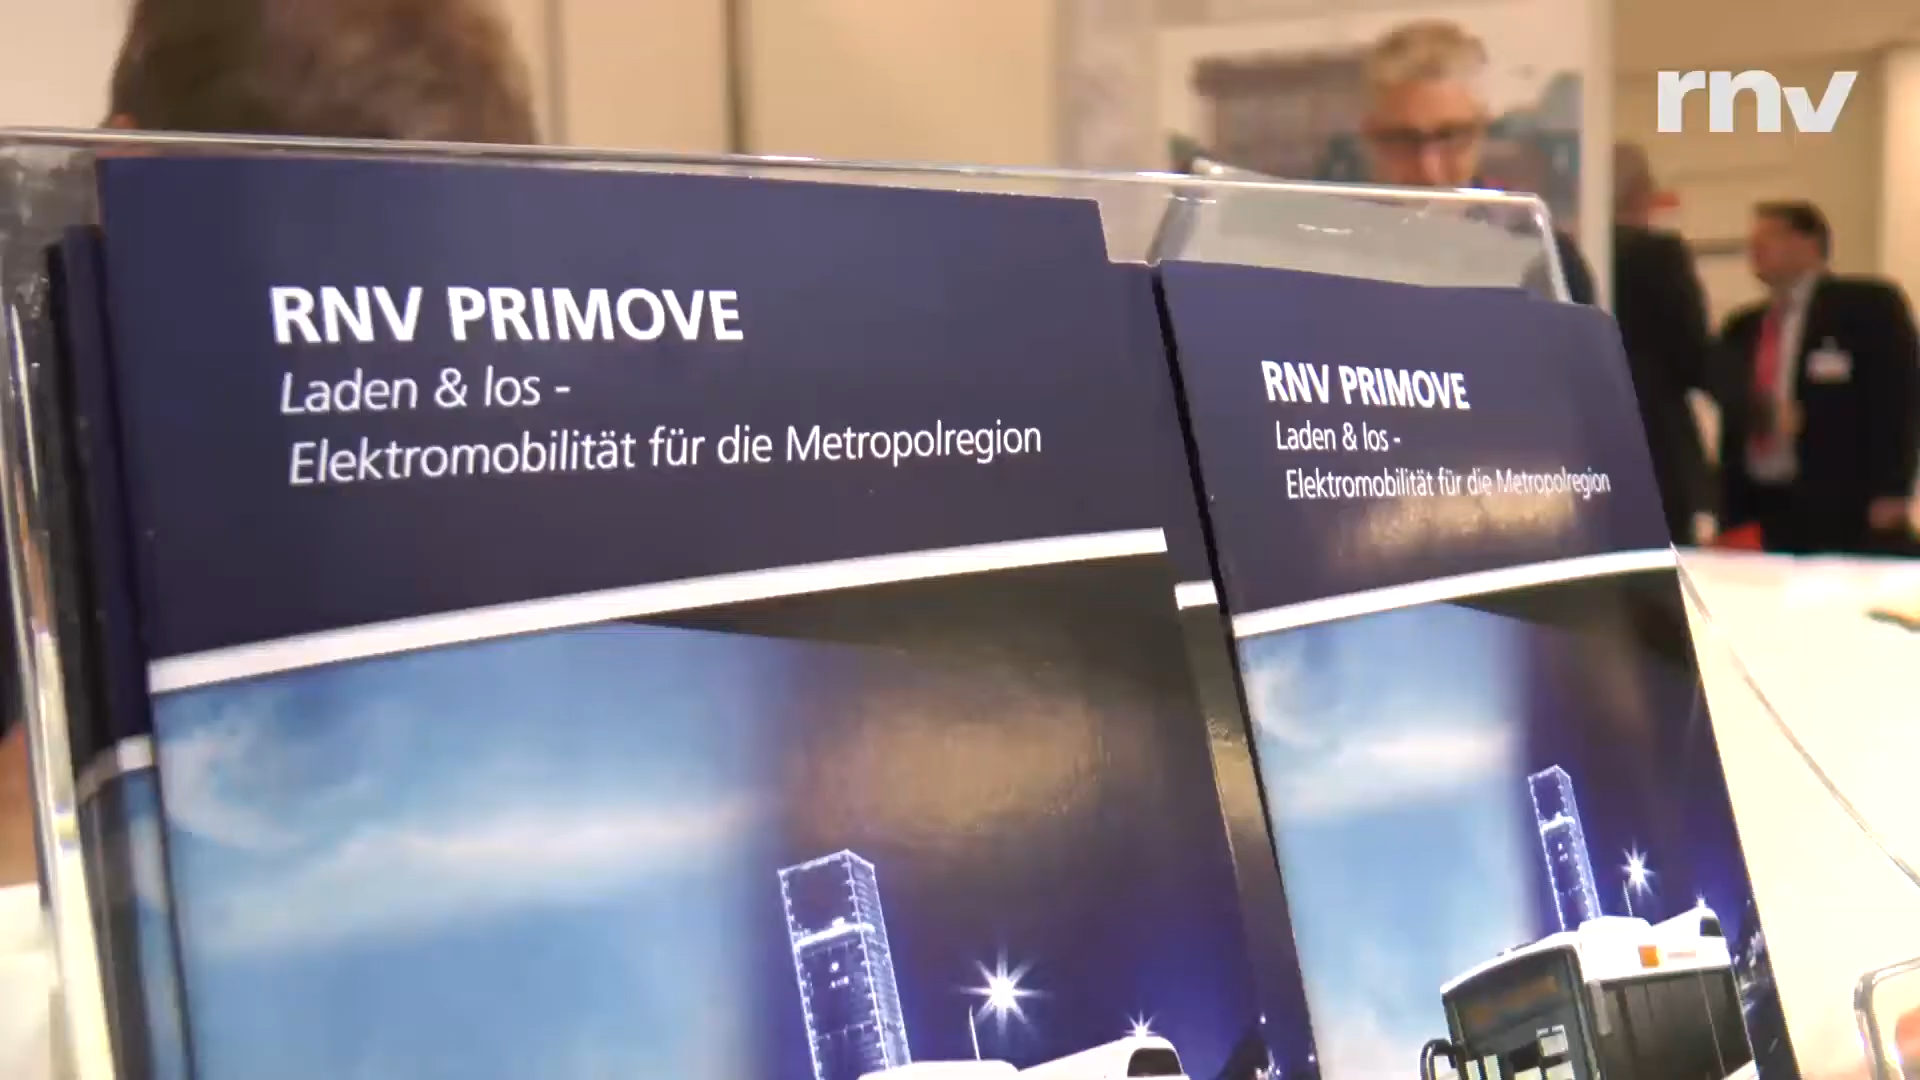 rnv
RNV PRIMOVE
Laden & los -
Elektromobilität für die Metropolregion
RNV PRIMOVE
Laden & los -
Elektromobilität für die Metropolregion